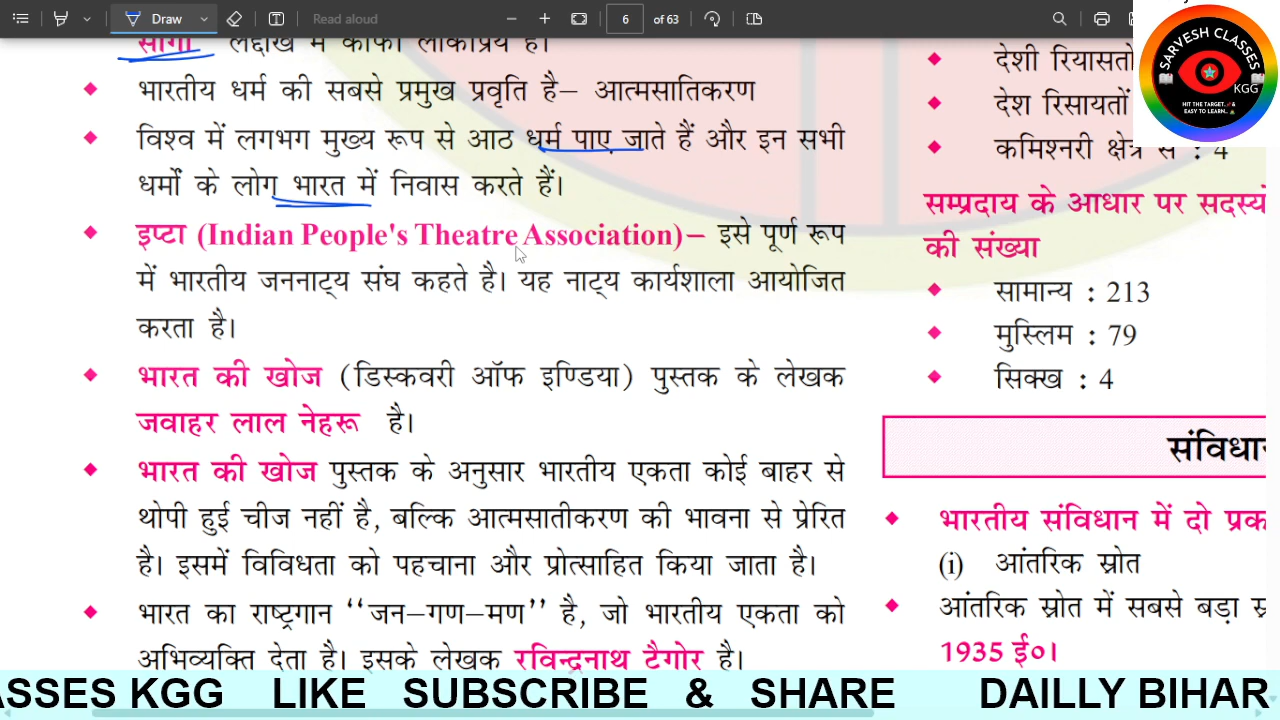 Draw
Read aloud
6
of 63
सागा लद्दाख में काफी लोकप्रिय है।
भारतीय धर्म की सबसे प्रमुख प्रवृति है– आत्मसातिकरण
विश्व में लगभग मुख्य रूप से आठ धर्म पाए जाते हैं और इन सभी
धर्मों के लोग भारत में निवास करते हैं।
इप्टा (Indian People's Theatre Association)– इसे पूर्ण रूप
में भारतीय जननाट्य संघ कहते है। यह नाट्य कार्यशाला आयोजित
करता है।
भारत की खोज (डिस्कवरी ऑफ इण्डिया) पुस्तक के लेखक
जवाहर लाल नेहरू है।
भारत की खोज पुस्तक के अनुसार भारतीय एकता कोई बाहर से
थोपी हुई चीज नहीं है, बल्कि आत्मसातीकरण की भावना से प्रेरित
है। इसमें विविधता को पहचाना और प्रोत्साहित किया जाता है।
भारत का राष्ट्रगान “जन–गण–मण” है, जो भारतीय एकता को
अभिव्यक्ति देता है। इसके लेखक रविन्द्रनाथ टैगोर है।
देशी रियासतों
देश रिसायतों
कमिश्नरी क्षेत्र से : 4
सम्प्रदाय के आधार पर सदस्यो
की संख्या
सामान्य : 213
मुस्लिम : 79
सिक्ख : 4
संविधान
भारतीय संविधान में दो प्रक
(i) आंतरिक स्रोत
आंतरिक स्रोत में सबसे बड़ा
1935 ई०।
SARVESH CLASSES
KGG
HIT THE TARGET..
EASY TO LEARN..
ASSES KGG LIKE SUBSCRIBE & SHARE DAILLY BIHAR